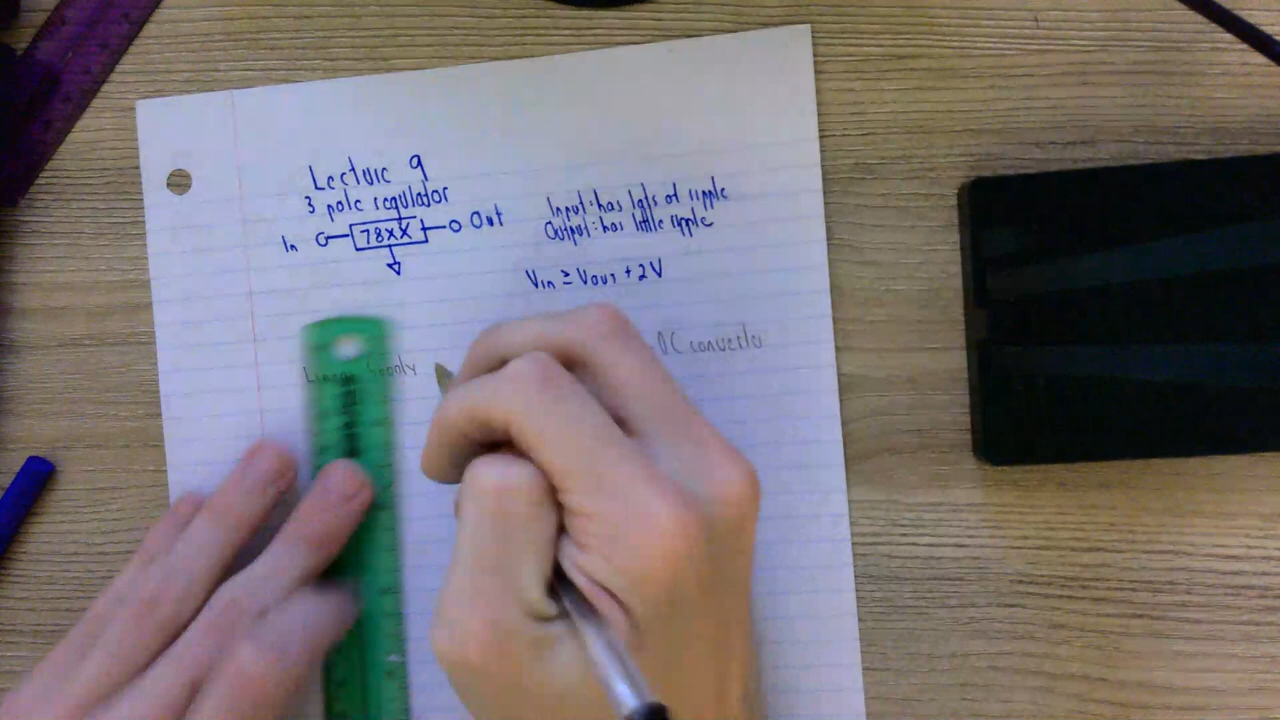 Lecture 9
3 pole regulator
In 78xx Out
Input: has lots of ripple
Output: has little ripple
Vin ≥ Vout + 2V
Linear Supply
DC converter